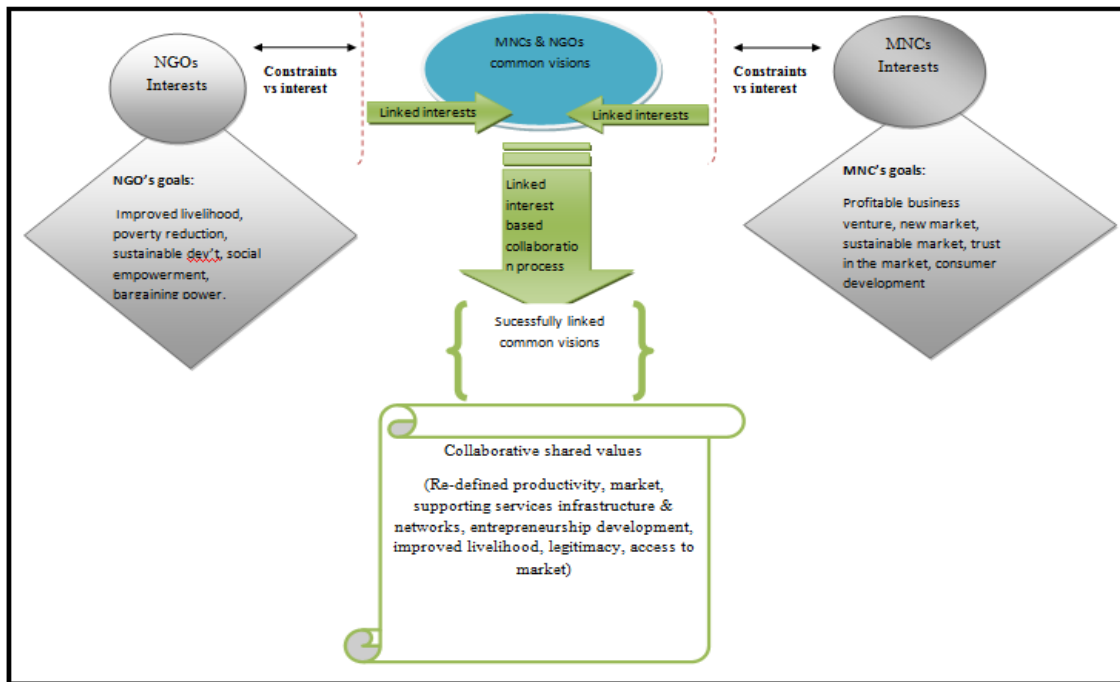 NGOs
Interests
Constraints
vs interest
MNCs & NGOs
common visions
Constraints
vs interest
MNCs
Interests
Linked interests
Linked interests
NGO's goals:
Improved livelihood,
poverty reduction,
sustainable dev't, social
empowerment,
bargaining power.
Linked
interest
based
collaboratio
n process
MNC's goals:
Profitable business
venture, new market,
sustainable market, trust
in the market, consumer
development
Sucessfully linked
common visions
Collaborative shared values
(Re-defined productivity, market,
supporting services infrastructure &
networks, entrepreneurship development,
improved livelihood, legitimacy, access to
market)